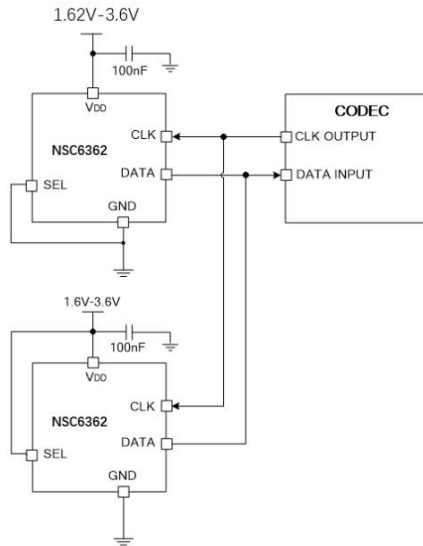 1.62V-3.6V
100nF
VDD
CODEC
CLK
CLK OUTPUT
NSC6362
DATA
DATA INPUT
SEL
GND
1.6V-3.6V
100nF
VDD
CLK
NSC6362
DATA
SEL
GND